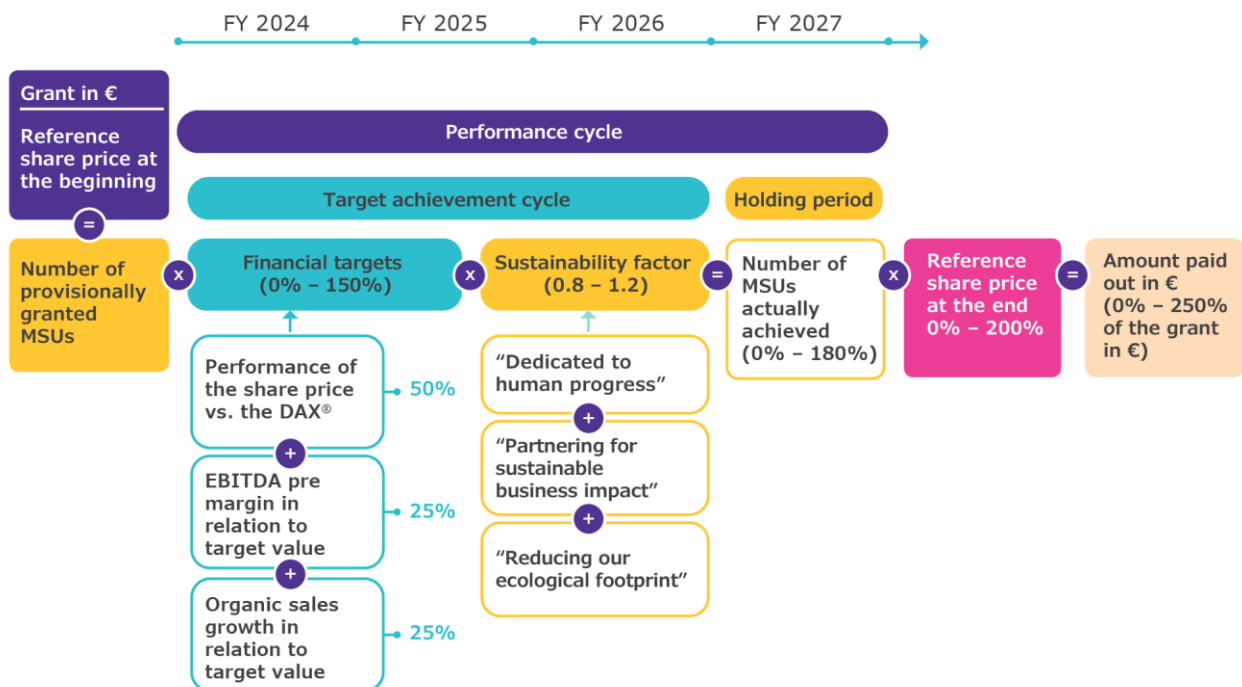 FY 2024
FY 2025
FY 2026
FY 2027
Grant in €
Reference
share price at
the beginning
=
Number of
provisionally
granted
MSUs
Performance cycle
Target achievement cycle
Holding period
x
Financial targets
(0% – 150%)
x
Sustainability factor
(0.8 – 1.2)
=
Number of
MSUs
actually
achieved
(0% – 180%)
x
Reference
share price
at the end
0% – 200%
=
Amount paid
out in €
(0% – 250%
of the grant
in €)
Performance of
the share price
vs. the DAX®
50%
+
EBITDA pre
margin in
relation to
target value
25%
+
Organic sales
growth in
relation to
target value
25%
“Dedicated to
human progress”
+
“Partnering for
sustainable
business impact”
+
“Reducing our
ecological footprint”